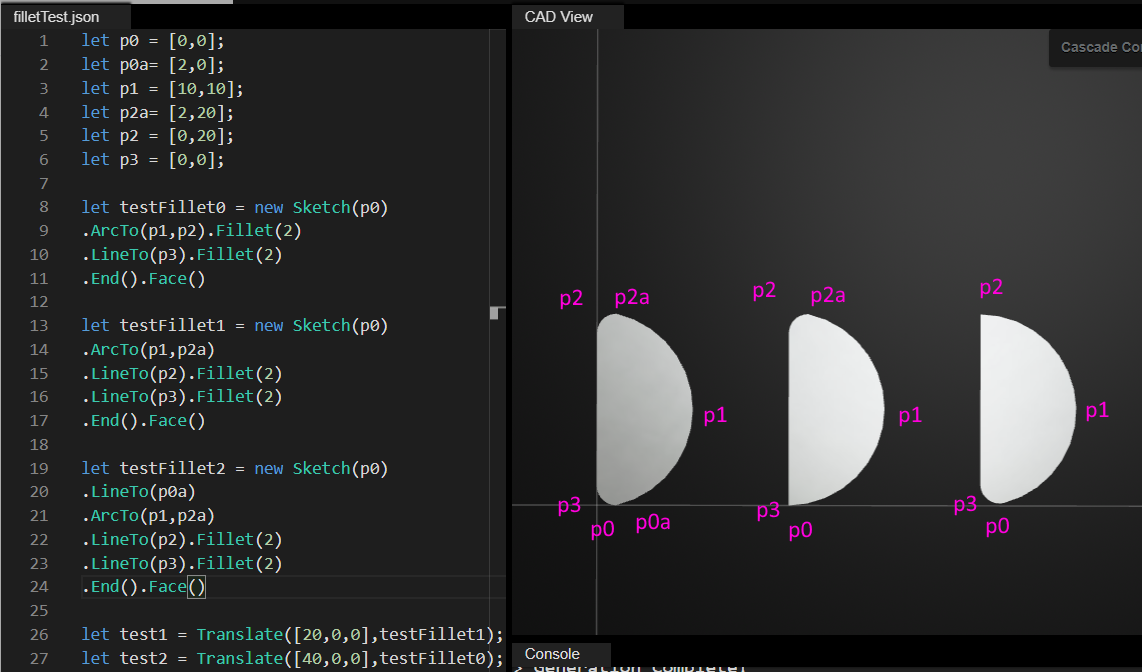 filletTest.json
1 let p0 = [0,0];
2 let p0a= [2,0];
3 let p1 = [10,10];
4 let p2a= [2,20];
5 let p2 = [0,20];
6 let p3 = [0,0];
7
8 let testFillet0 = new Sketch(p0)
9 .ArcTo(p1,p2).Fillet(2)
10 .LineTo(p3).Fillet(2)
11 .End().Face()
12
13 let testFillet1 = new Sketch(p0)
14 .ArcTo(p1,p2a)
15 .LineTo(p2).Fillet(2)
16 .LineTo(p3).Fillet(2)
17 .End().Face()
18
19 let testFillet2 = new Sketch(p0)
20 .LineTo(p0a)
21 .ArcTo(p1,p2a)
22 .LineTo(p2).Fillet(2)
23 .LineTo(p3).Fillet(2)
24 .End().Face()
25
26 let test1 = Translate([20,0,0],testFillet1);
27 let test2 = Translate([40,0,0],testFillet0);
CAD View
Cascade Co
p2 p2a p2 p2a p2
p1 p1 p1
p3 p0 p0a p3 p0 p3 p0
Console
> Generation Complete!